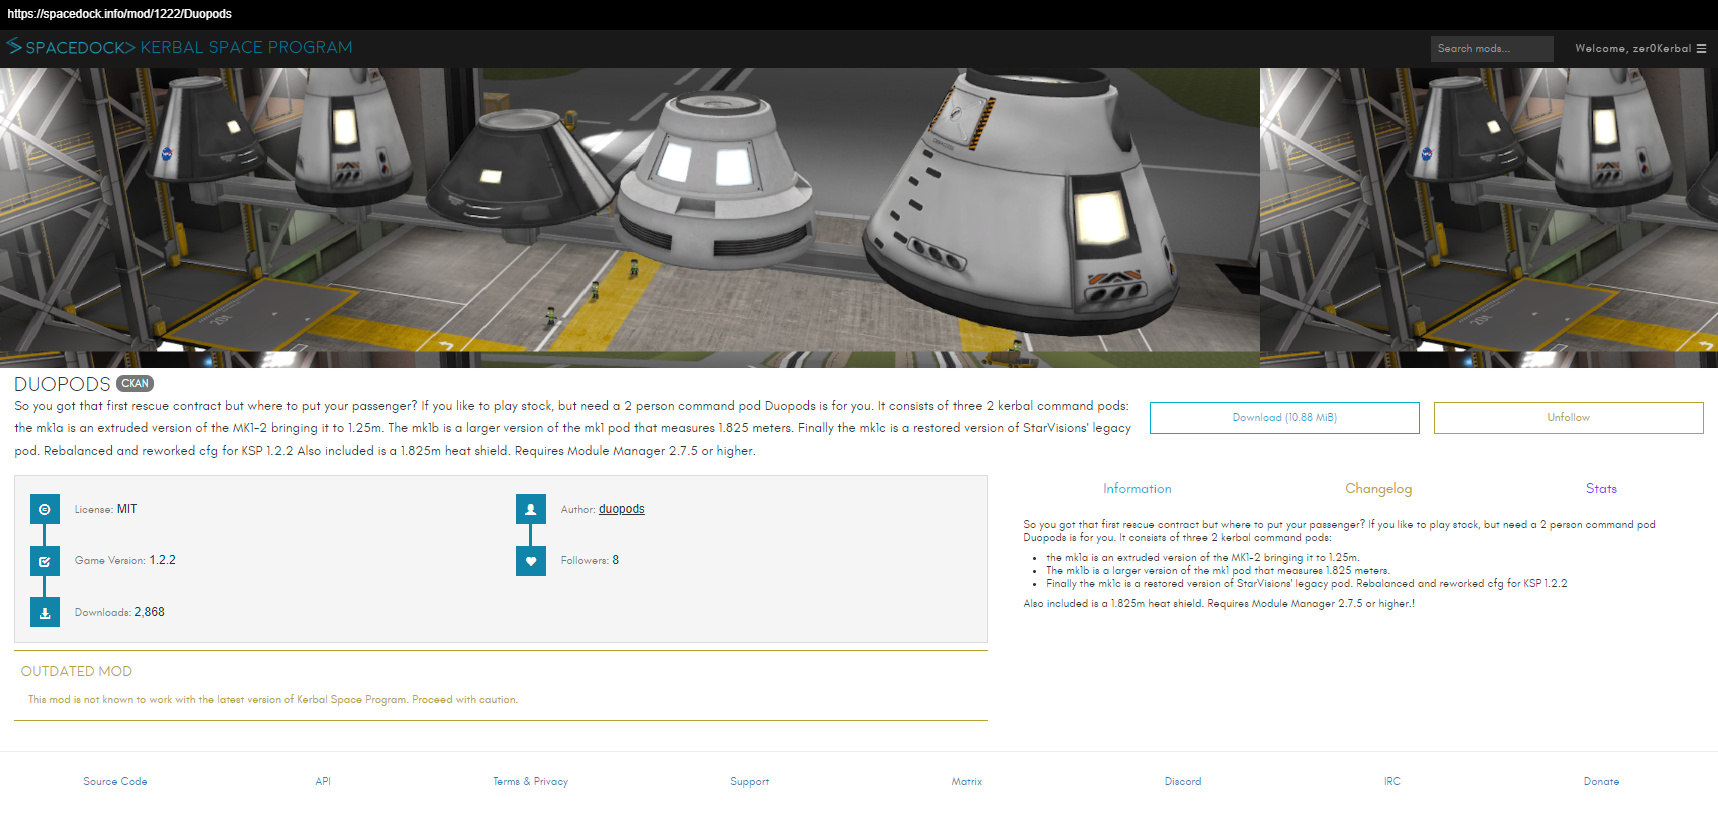 https://spacedock.info/mod/1222/Duopods
SPACEDOCK> KERBAL SPACE PROGRAM
Search mods...
Welcome, zer0Kerbal
DUOPODS CKAN
So you got that first rescue contract but where to put your passenger? If you like to play stock, but need a 2 person command pod Duopods is for you. It consists of three 2 kerbal command pods:
the mk1a is an extruded version of the MK1-2 bringing it to 1.25m. The mk1b is a larger version of the mk1 pod that measures 1.825 meters. Finally the mk1c is a restored version of StarVisions' legacy
pod. Rebalanced and reworked cfg for KSP 1.2.2 Also included is a 1.825m heat shield. Requires Module Manager 2.7.5 or higher.
Download (10.88 MiB)
Unfollow
License: MIT
Author: duopods
Game Version: 1.2.2
Followers: 8
Downloads: 2,868
OUTDATED MOD
This mod is not known to work with the latest version of Kerbal Space Program. Proceed with caution.
Information
Changelog
Stats
So you got that first rescue contract but where to put your passenger? If you like to play stock, but need a 2 person command pod
Duopods is for you. It consists of three 2 kerbal command pods:
• the mk1a is an extruded version of the MK1-2 bringing it to 1.25m.
• The mk1b is a larger version of the mk1 pod that measures 1.825 meters.
• Finally the mk1c is a restored version of StarVisions' legacy pod. Rebalanced and reworked cfg for KSP 1.2.2
Also included is a 1.825m heat shield. Requires Module Manager 2.7.5 or higher.!
Source Code
API
Terms & Privacy
Support
Matrix
Discord
IRC
Donate